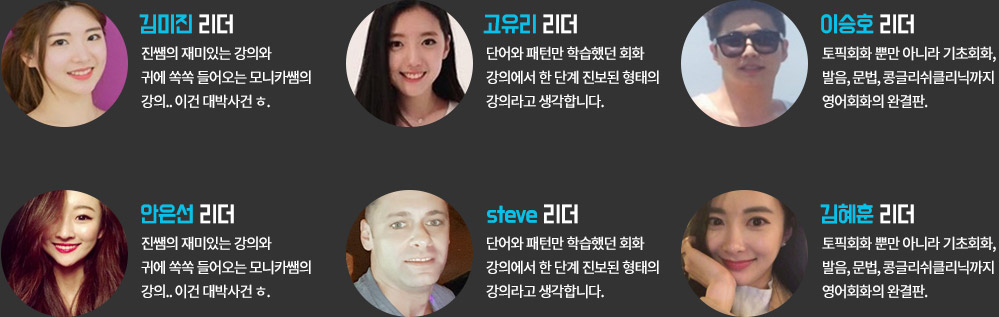 김미진 리더
진쌤의 재미있는 강의와
귀에 쏙쏙 들어오는 모니카쌤의
강의.. 이건 대박사건 ㅎ.
고유리 리더
단어와 패턴만 학습했던 회화
강의에서 한 단계 진보된 형태의
강의라고 생각합니다.
이승호 리더
토픽회화 뿐만 아니라 기초회화,
발음, 문법, 콩글리쉬클리닉까지
영어회화의 완결판.
안은선 리더
진쌤의 재미있는 강의와
귀에 쏙쏙 들어오는 모니카쌤의
강의.. 이건 대박사건 ㅎ.
steve 리더
단어와 패턴만 학습했던 회화
강의에서 한 단계 진보된 형태의
강의라고 생각합니다.
김혜훈 리더
토픽회화 뿐만 아니라 기초회화,
발음, 문법, 콩글리쉬클리닉까지
영어회화의 완결판.